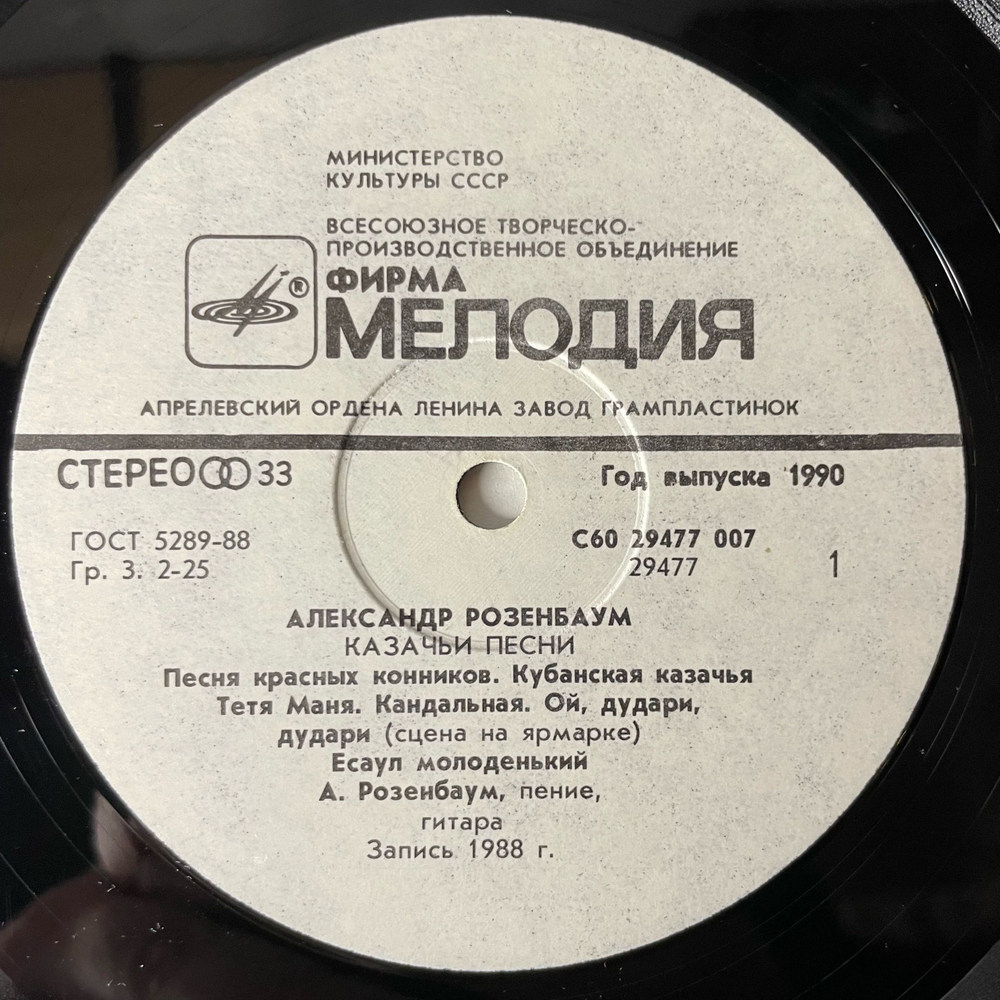 МИНИСТЕРСТВО
КУЛЬТУРЫ СССР
ВСЕСОЮЗНОЕ ТВОРЧЕСКО-
ПРОИЗВОДСТВЕННОЕ ОБЪЕДИНЕНИЕ
ФИРМА
®
МЕЛОДИЯ
АПРЕЛЕВСКИЙ ОРДЕНА ЛЕНИНА ЗАВОД ГРАМПЛАСТИНОК
СТЕРЕО 33 Год выпуска 1990
ГОСТ 5289-88 С60 29477 007
Гр. 3. 2-25 29477 1
АЛЕКСАНДР РОЗЕНБАУМ
КАЗАЧЬИ ПЕСНИ
Песня красных конников. Кубанская казачья
Тетя Маня. Кандальная. Ой, дудари,
дудари (сцена на ярмарке)
Есаул молоденький
А. Розенбаум, пение,
гитара
Запись 1988 г.